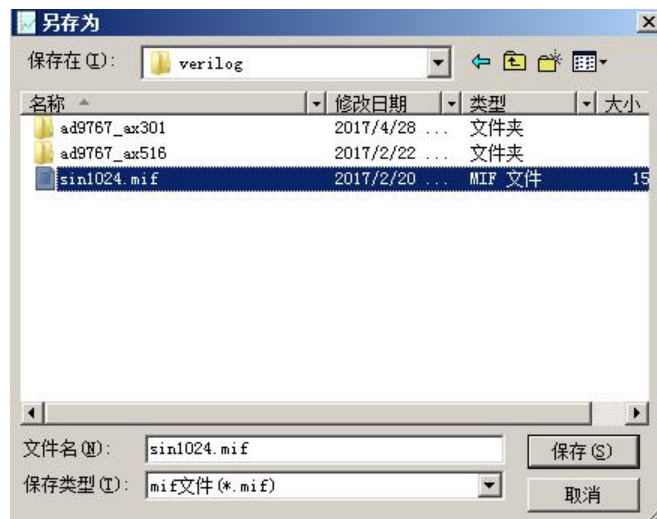 另存为
保存在(I): verilog
名称 修改日期 类型 大小
ad9767_ax301 2017/4/28 ... 文件夹
ad9767_ax516 2017/2/22 ... 文件夹
sin1024.mif 2017/2/20 ... MIF 文件 15
文件名(N): sin1024.mif 保存(S)
保存类型(T): mif文件(*.mif) 取消